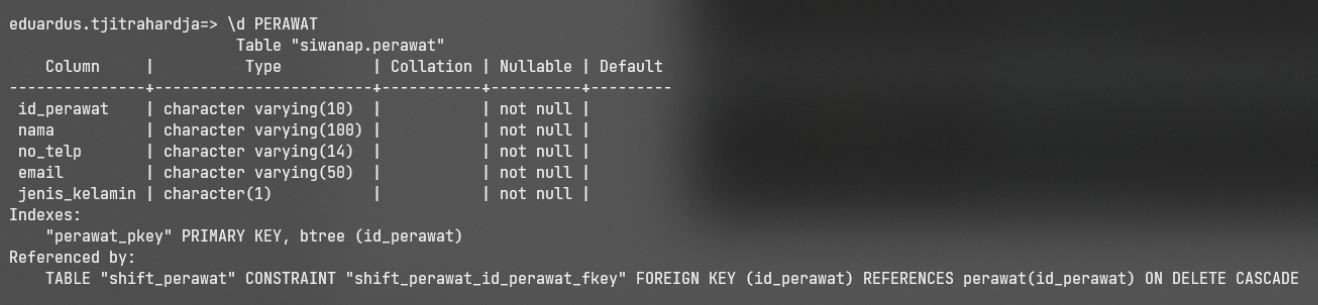 eduardus.tjitrahardja=> \d PERAWAT
                         Table "siwanap.perawat"
    Column     |          Type          | Collation | Nullable | Default
---------------+------------------------+-----------+----------+---------
 id_perawat    | character varying(10)  |           | not null |
 nama          | character varying(100) |           | not null |
 no_telp       | character varying(14)  |           | not null |
 email         | character varying(50)  |           | not null |
 jenis_kelamin | character(1)           |           | not null |
Indexes:
    "perawat_pkey" PRIMARY KEY, btree (id_perawat)
Referenced by:
    TABLE "shift_perawat" CONSTRAINT "shift_perawat_id_perawat_fkey" FOREIGN KEY (id_perawat) REFERENCES perawat(id_perawat) ON DELETE CASCADE